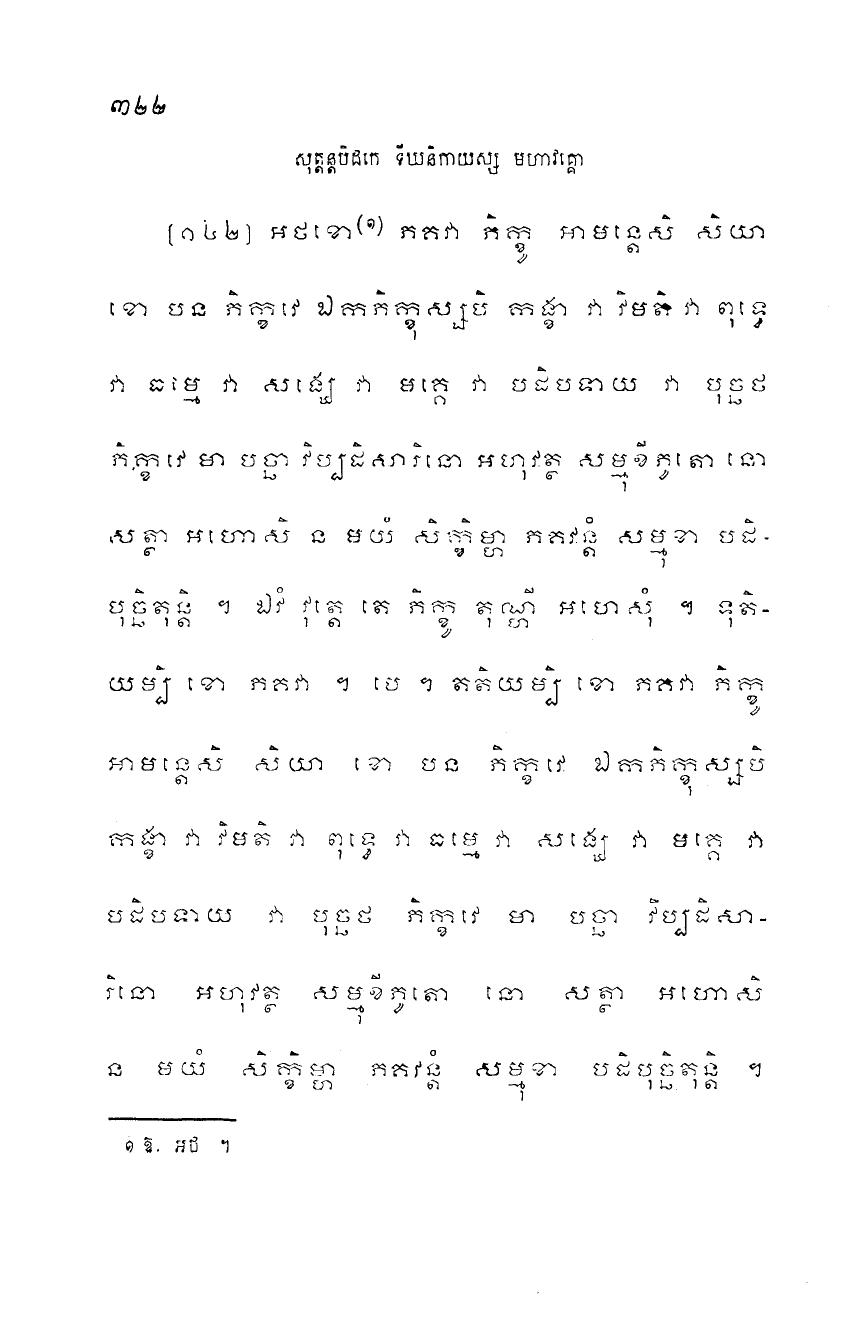 ៣២២
សុត្តន្តបិដកេ ទីឃនិកាយស្ស មហាវគ្គោ
[១៤២] អថខោ(១) ភគវា ភិក្ខូ អាមន្តេសិ សិយា
ខោ បន ភិក្ខវេ ឯកភិក្ខុស្សបិ កង្ខា វា វិមតិ វា ពុទ្ធេ
វា ធម្មេ វា សង្ឃេ វា មគ្គេ វា បដិបទាយ វា បុច្ឆថ
ភិក្ខវេ មា បច្ឆា វិប្បដិសារិនោ អហុវត្ថ សម្មុខីភូតោ នោ
សត្ថា អហោសិ ន មយំ សិក្ខិម្ហា ភគវន្តំ សម្មុខា បដិ-
បុច្ឆិតុន្តិ ។ ឯវំ វុត្តេ តេ ភិក្ខូ តុណ្ហី អហេសុំ ។ ទុតិ-
យម្បិ ខោ ភគវា ។ បេ ។ តតិយម្បិ ខោ ភគវា ភិក្ខូ
អាមន្តេសិ សិយា ខោ បន ភិក្ខវេ ឯកភិក្ខុស្សបិ
កង្ខា វា វិមតិ វា ពុទ្ធេ វា ធម្មេ វា សង្ឃេ វា មគ្គេ វា
បដិបទាយ វា បុច្ឆថ ភិក្ខវេ មា បច្ឆា វិប្បដិសា-
រិនោ អហុវត្ថ សម្មុខីភូតោ នោ សត្ថា អហោសិ
ន មយំ សិក្ខិម្ហា ភគវន្តំ សម្មុខា បដិបុច្ឆិតុន្តិ ។
១ ឱ. អថ ។